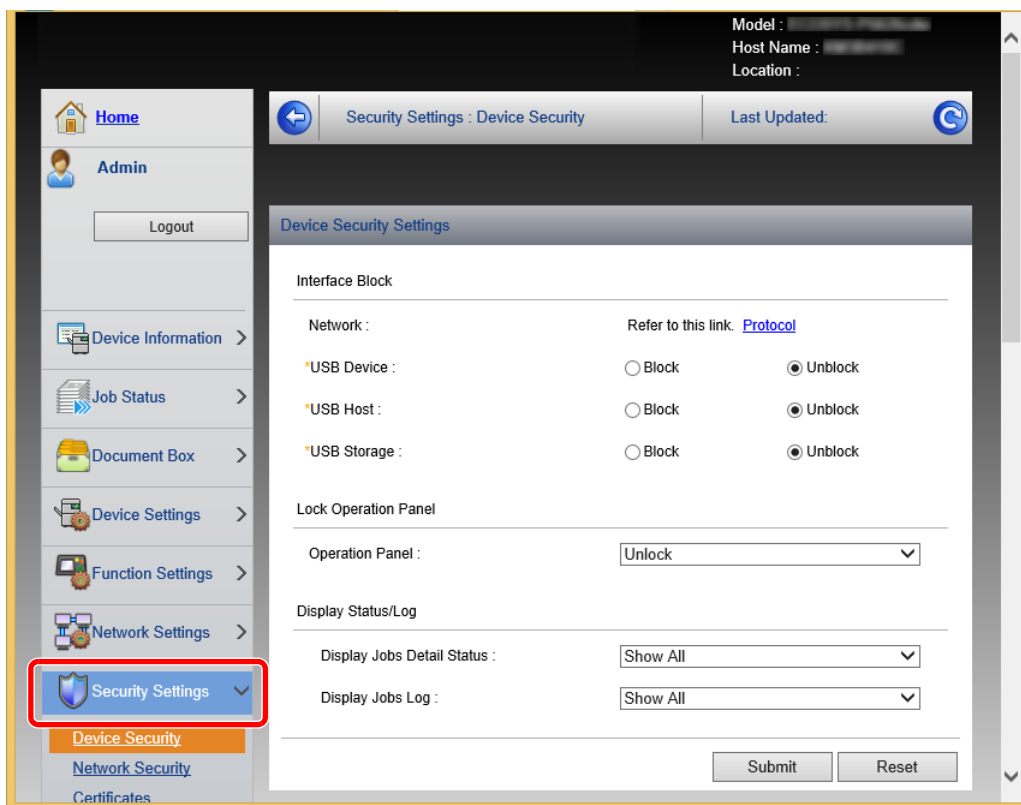 Model :
Host Name :
Location :
Home
Security Settings : Device Security
Last Updated:
Admin
Logout
Device Security Settings
Interface Block
Network : Refer to this link. Protocol
*USB Device : Block Unblock
*USB Host : Block Unblock
*USB Storage : Block Unblock
Lock Operation Panel
Operation Panel : Unlock
Display Status/Log
Display Jobs Detail Status : Show All
Display Jobs Log : Show All
Submit Reset
Device Information
Job Status
Document Box
Device Settings
Function Settings
Network Settings
Security Settings
Device Security
Network Security
Certificates